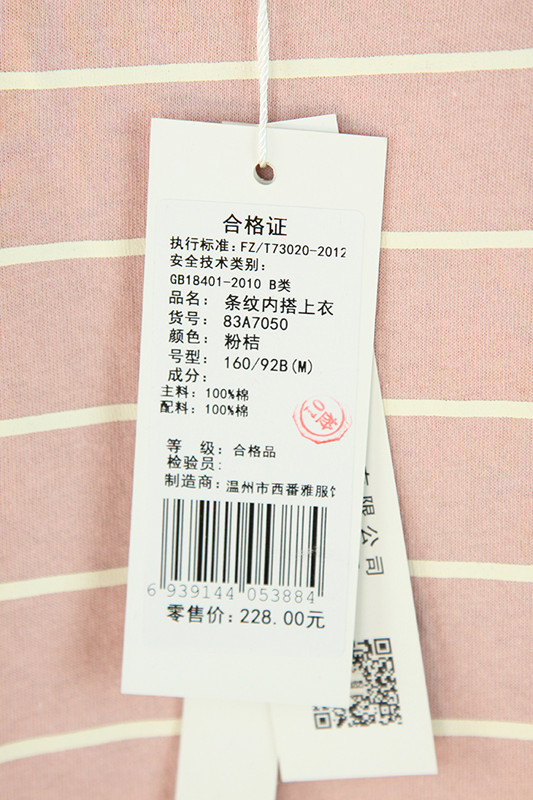 合格证
执行标准:FZ/T73020-2012
安全技术类别:
GB18401-2010 B类
品名: 条纹内搭上衣
货号: 83A7050
颜色: 粉桔
号型: 160/92B(M)
成分:
主料: 100%棉
配料: 100%棉
检
01
等 级: 合格品
检验员:
制造商: 温州市西番雅服饰
6 939144 053884
零售价: 228.00元
有限公司